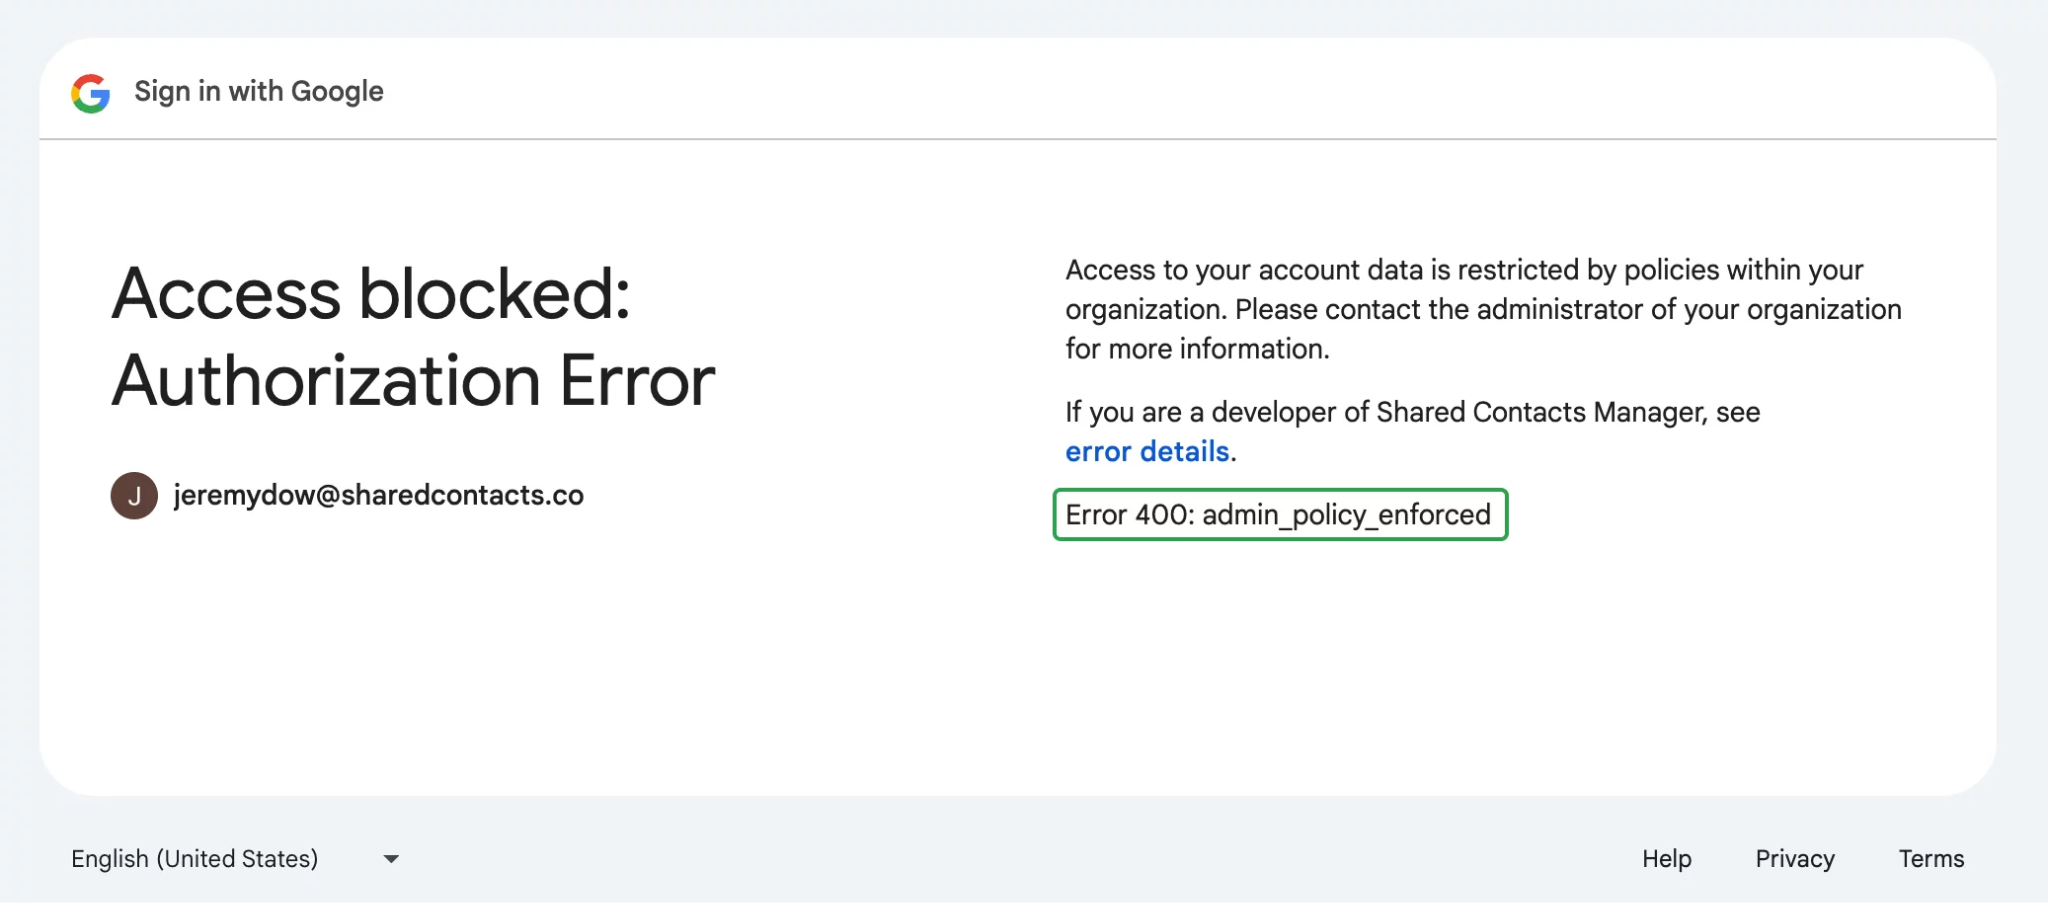 Sign in with Google
Access blocked:
Authorization Error
J
jeremydow@sharedcontacts.co
Access to your account data is restricted by policies within your
organization. Please contact the administrator of your organization
for more information.
If you are a developer of Shared Contacts Manager, see
error details.
Error 400: admin_policy_enforced
English (United States)
Help
Privacy
Terms